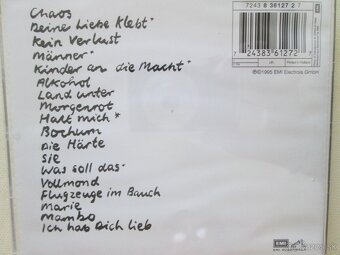 7243 8 36127 2 7
Chaos
Deine Liebe klebt*
Kein Verlust
Männer*
Kinder an die Macht*
Alkohol
Land unter
Morgenrot
Halt mich*
Bochum
Die Härte
Sie
Was soll das*
Vollmond
Flugzeuge im Bauch
Marie
Mambo
Ich hab Dich lieb
7 24383 61272 7
℗©1995 EMI Electrola GmbH
EMI
EMI ELECTROLA